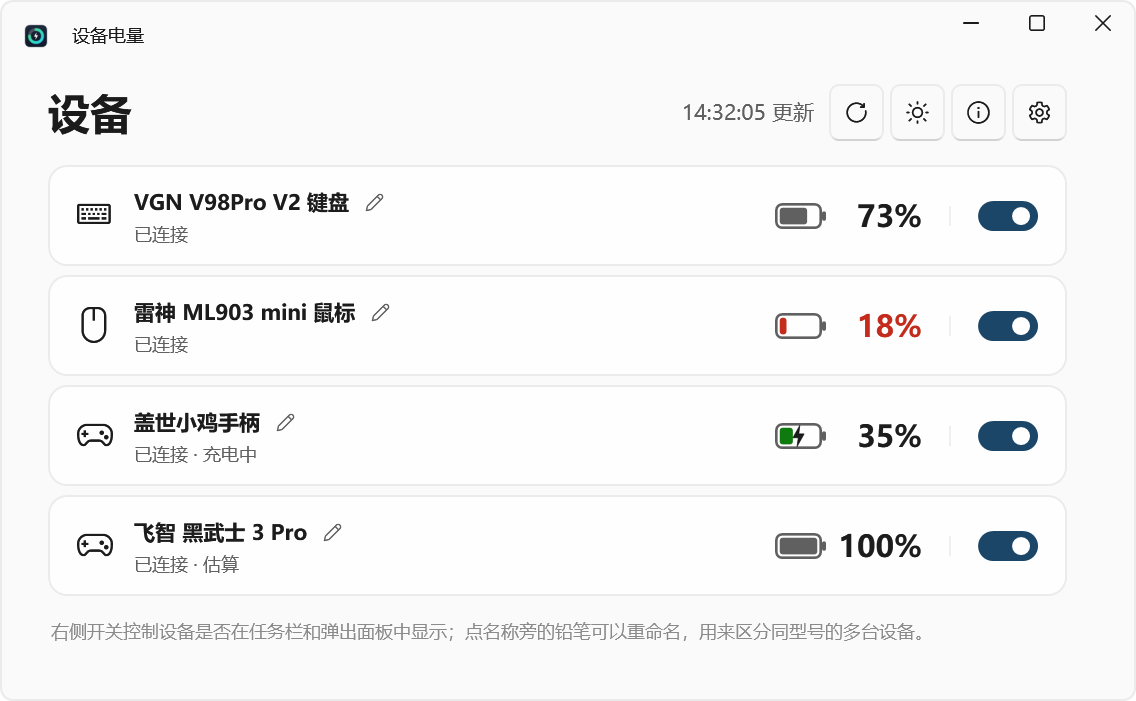 设备电量
设备
14:32:05 更新
VGN V98Pro V2 键盘
已连接
73%
雷神 ML903 mini 鼠标
已连接
18%
盖世小鸡手柄
已连接 · 充电中
35%
飞智 黑武士 3 Pro
已连接 · 估算
100%
右侧开关控制设备是否在任务栏和弹出面板中显示；点名称旁的铅笔可以重命名，用来区分同型号的多台设备。